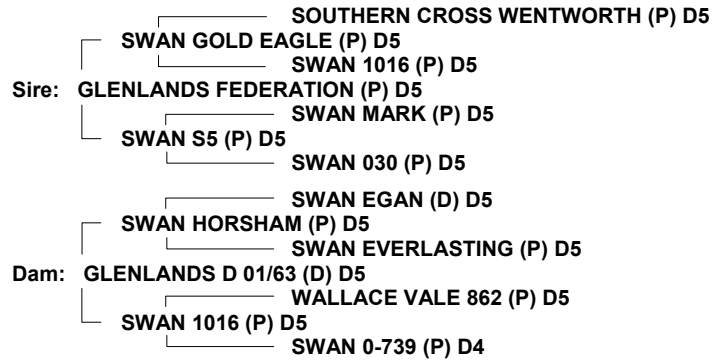 SOUTHERN CROSS WENTWORTH (P) D5
SWAN GOLD EAGLE (P) D5
SWAN 1016 (P) D5
Sire: GLENLANDS FEDERATION (P) D5
SWAN MARK (P) D5
SWAN S5 (P) D5
SWAN 030 (P) D5
SWAN EGAN (D) D5
SWAN HORSHAM (P) D5
SWAN EVERLASTING (P) D5
Dam: GLENLANDS D 01/63 (D) D5
WALLACE VALE 862 (P) D5
SWAN 1016 (P) D5
SWAN 0-739 (P) D4